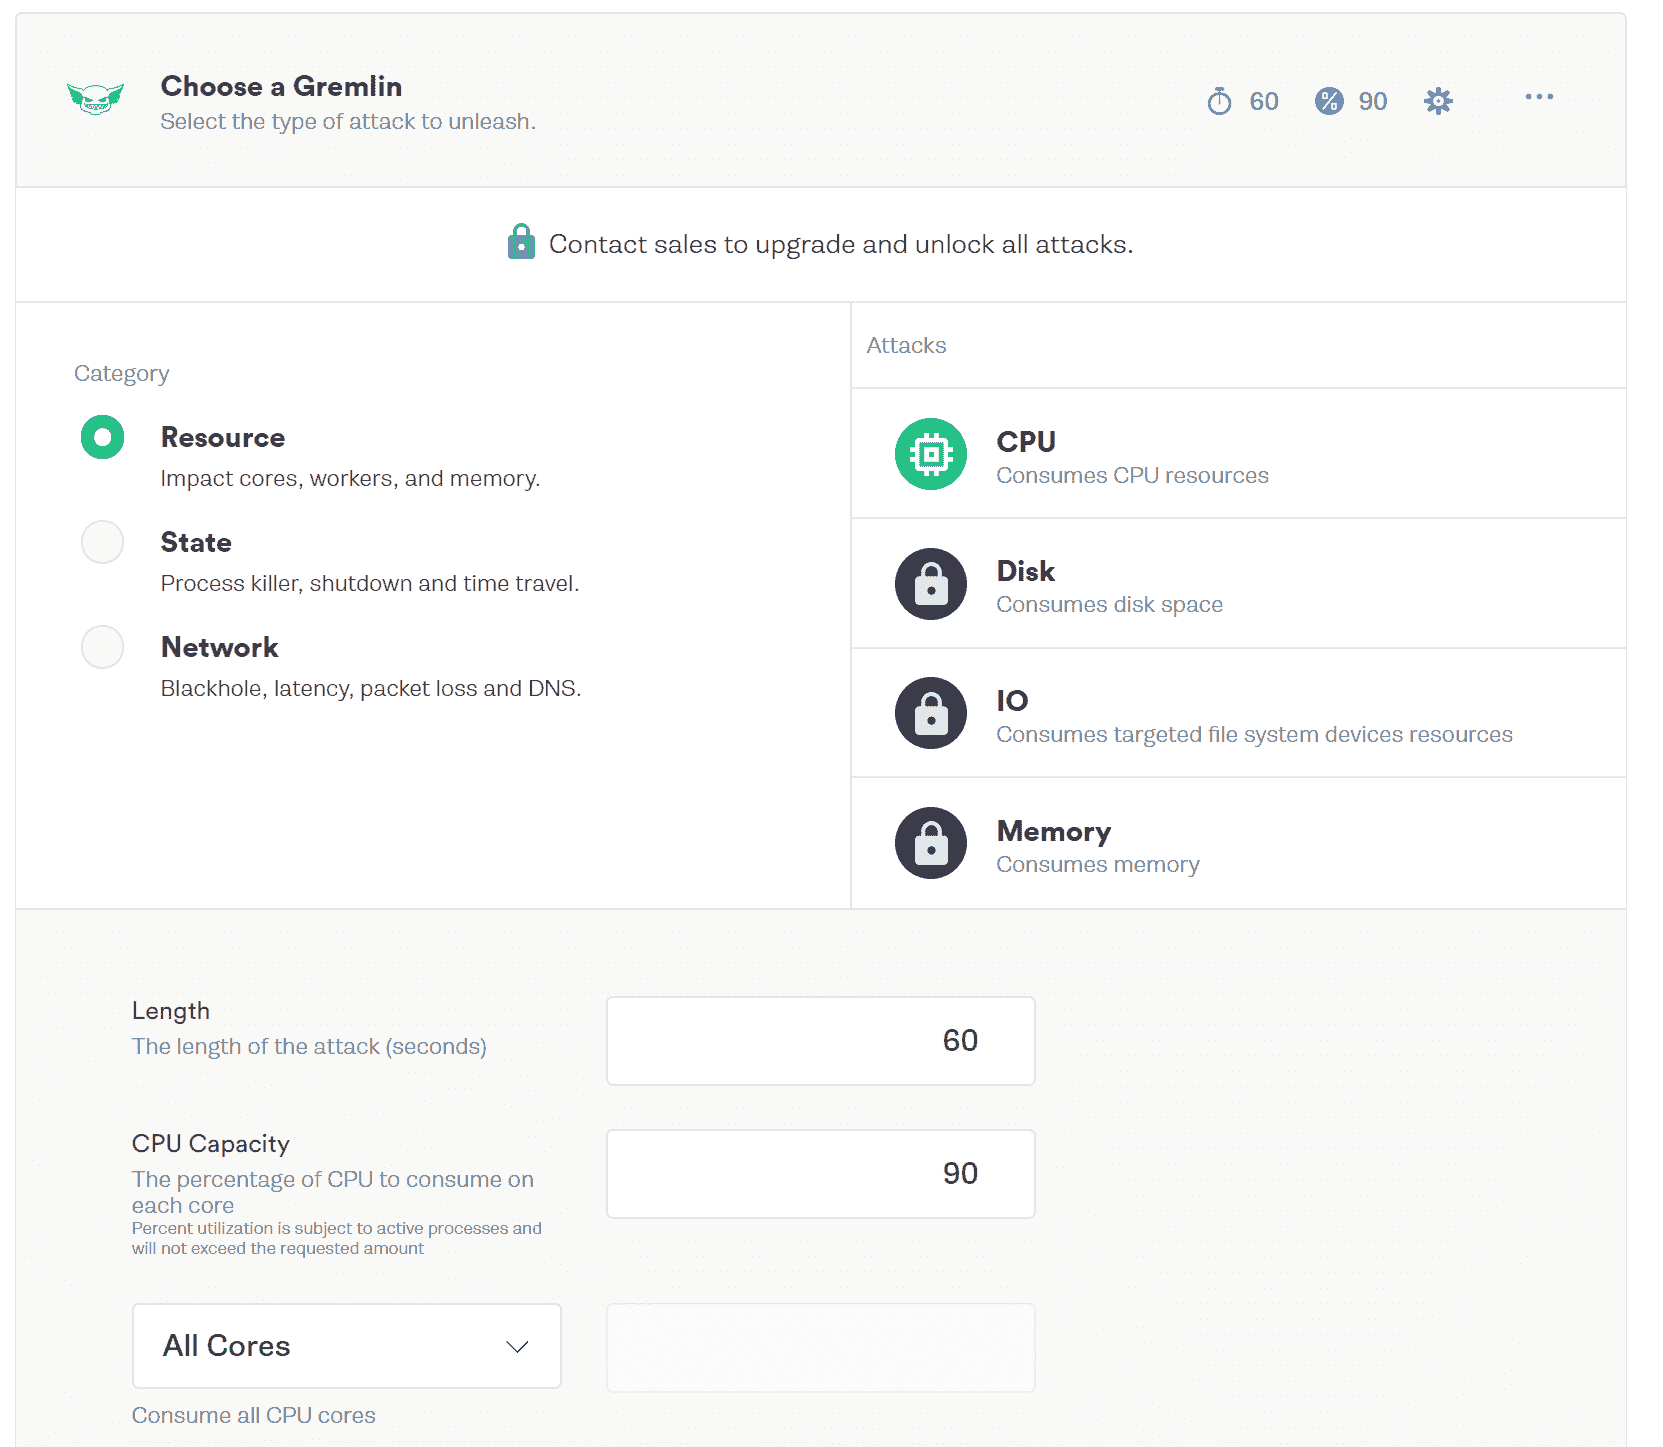 Choose a Gremlin
Select the type of attack to unleash.
60
90
Contact sales to upgrade and unlock all attacks.
Category
Resource
Impact cores, workers, and memory.
State
Process killer, shutdown and time travel.
Network
Blackhole, latency, packet loss and DNS.
Attacks
CPU
Consumes CPU resources
Disk
Consumes disk space
IO
Consumes targeted file system devices resources
Memory
Consumes memory
Length
The length of the attack (seconds)
60
CPU Capacity
The percentage of CPU to consume on
each core
Percent utilization is subject to active processes and
will not exceed the requested amount
90
All Cores
Consume all CPU cores